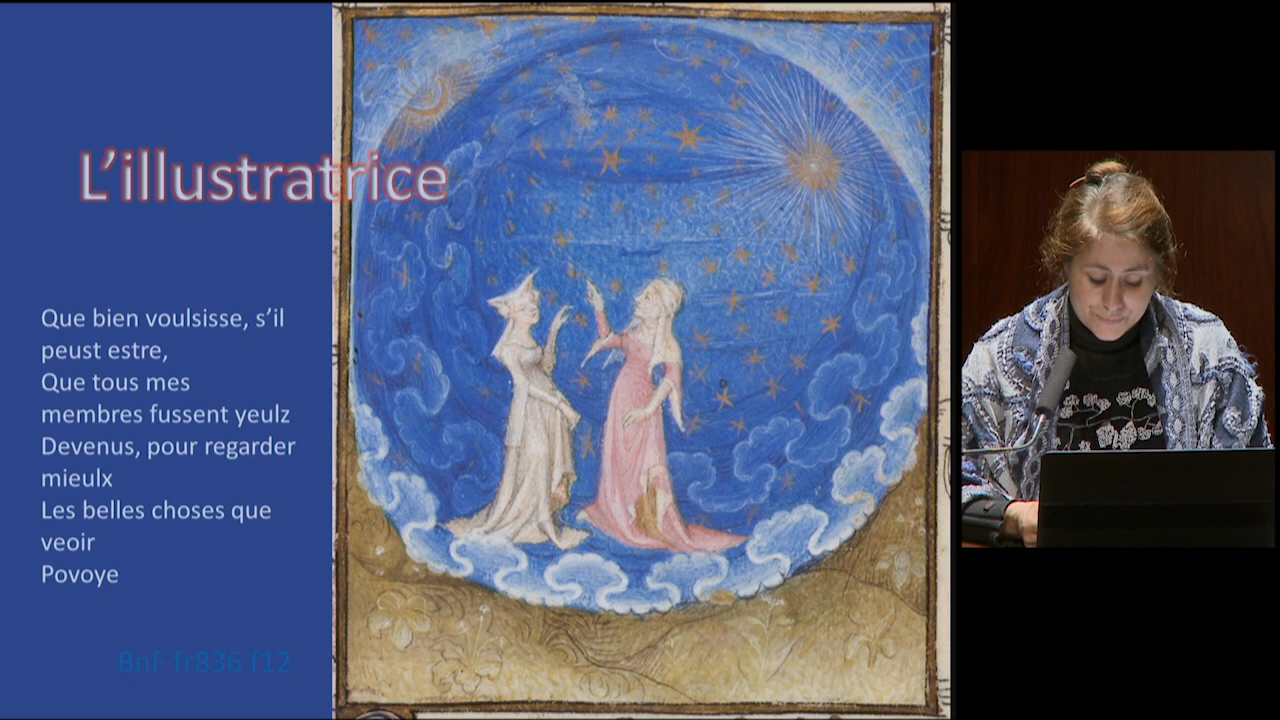 L’illustratrice
Que bien voulsisse, s’il
peust estre,
Que tous mes
membres fussent yeulz
Devenus, pour regarder
mieulx
Les belles choses que
veoir
Povoye
BnF fr836 f12